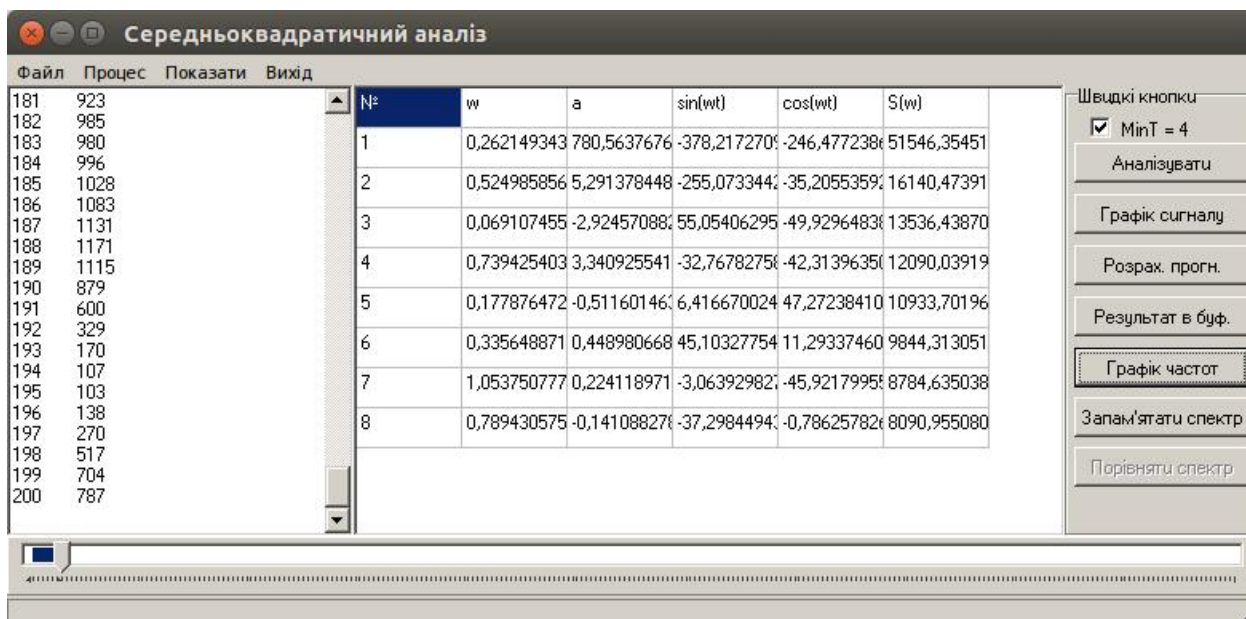 Середньоквадратичний аналіз
Файл Процес Показати Вихід
181 923
182 985
183 980
184 996
185 1028
186 1083
187 1131
188 1171
189 1115
190 879
191 600
192 329
193 170
194 107
195 103
196 138
197 270
198 517
199 704
200 787
№ w a sin(wt) cos(wt) S(w)
1 0,262149343 780,5637676 -378,2172709 -246,477238 51546,35451
2 0,524985856 5,291378448 -255,0733442 -35,2055359 16140,47391
3 0,069107455 -2,92457088 55,05406295 -49,9296483 13536,43870
4 0,739425403 3,340925541 -32,7678275 -42,3139635 12090,03919
5 0,177876472 -0,51160146 6,416670024 47,27238410 10933,70196
6 0,335648871 0,448980668 45,10327754 11,29337460 9844,313051
7 1,053750777 0,224118971 -3,06392982 -45,9217995 8784,635038
8 0,789430575 -0,14108827 -37,2984494 -0,7862578 8090,955080
Швидкі кнопки
MinT = 4
Аналізувати
Графік сигналу
Розрах. прогн.
Результат в буф.
Графік частот
Запам'ятати спектр
Порівняти спектр